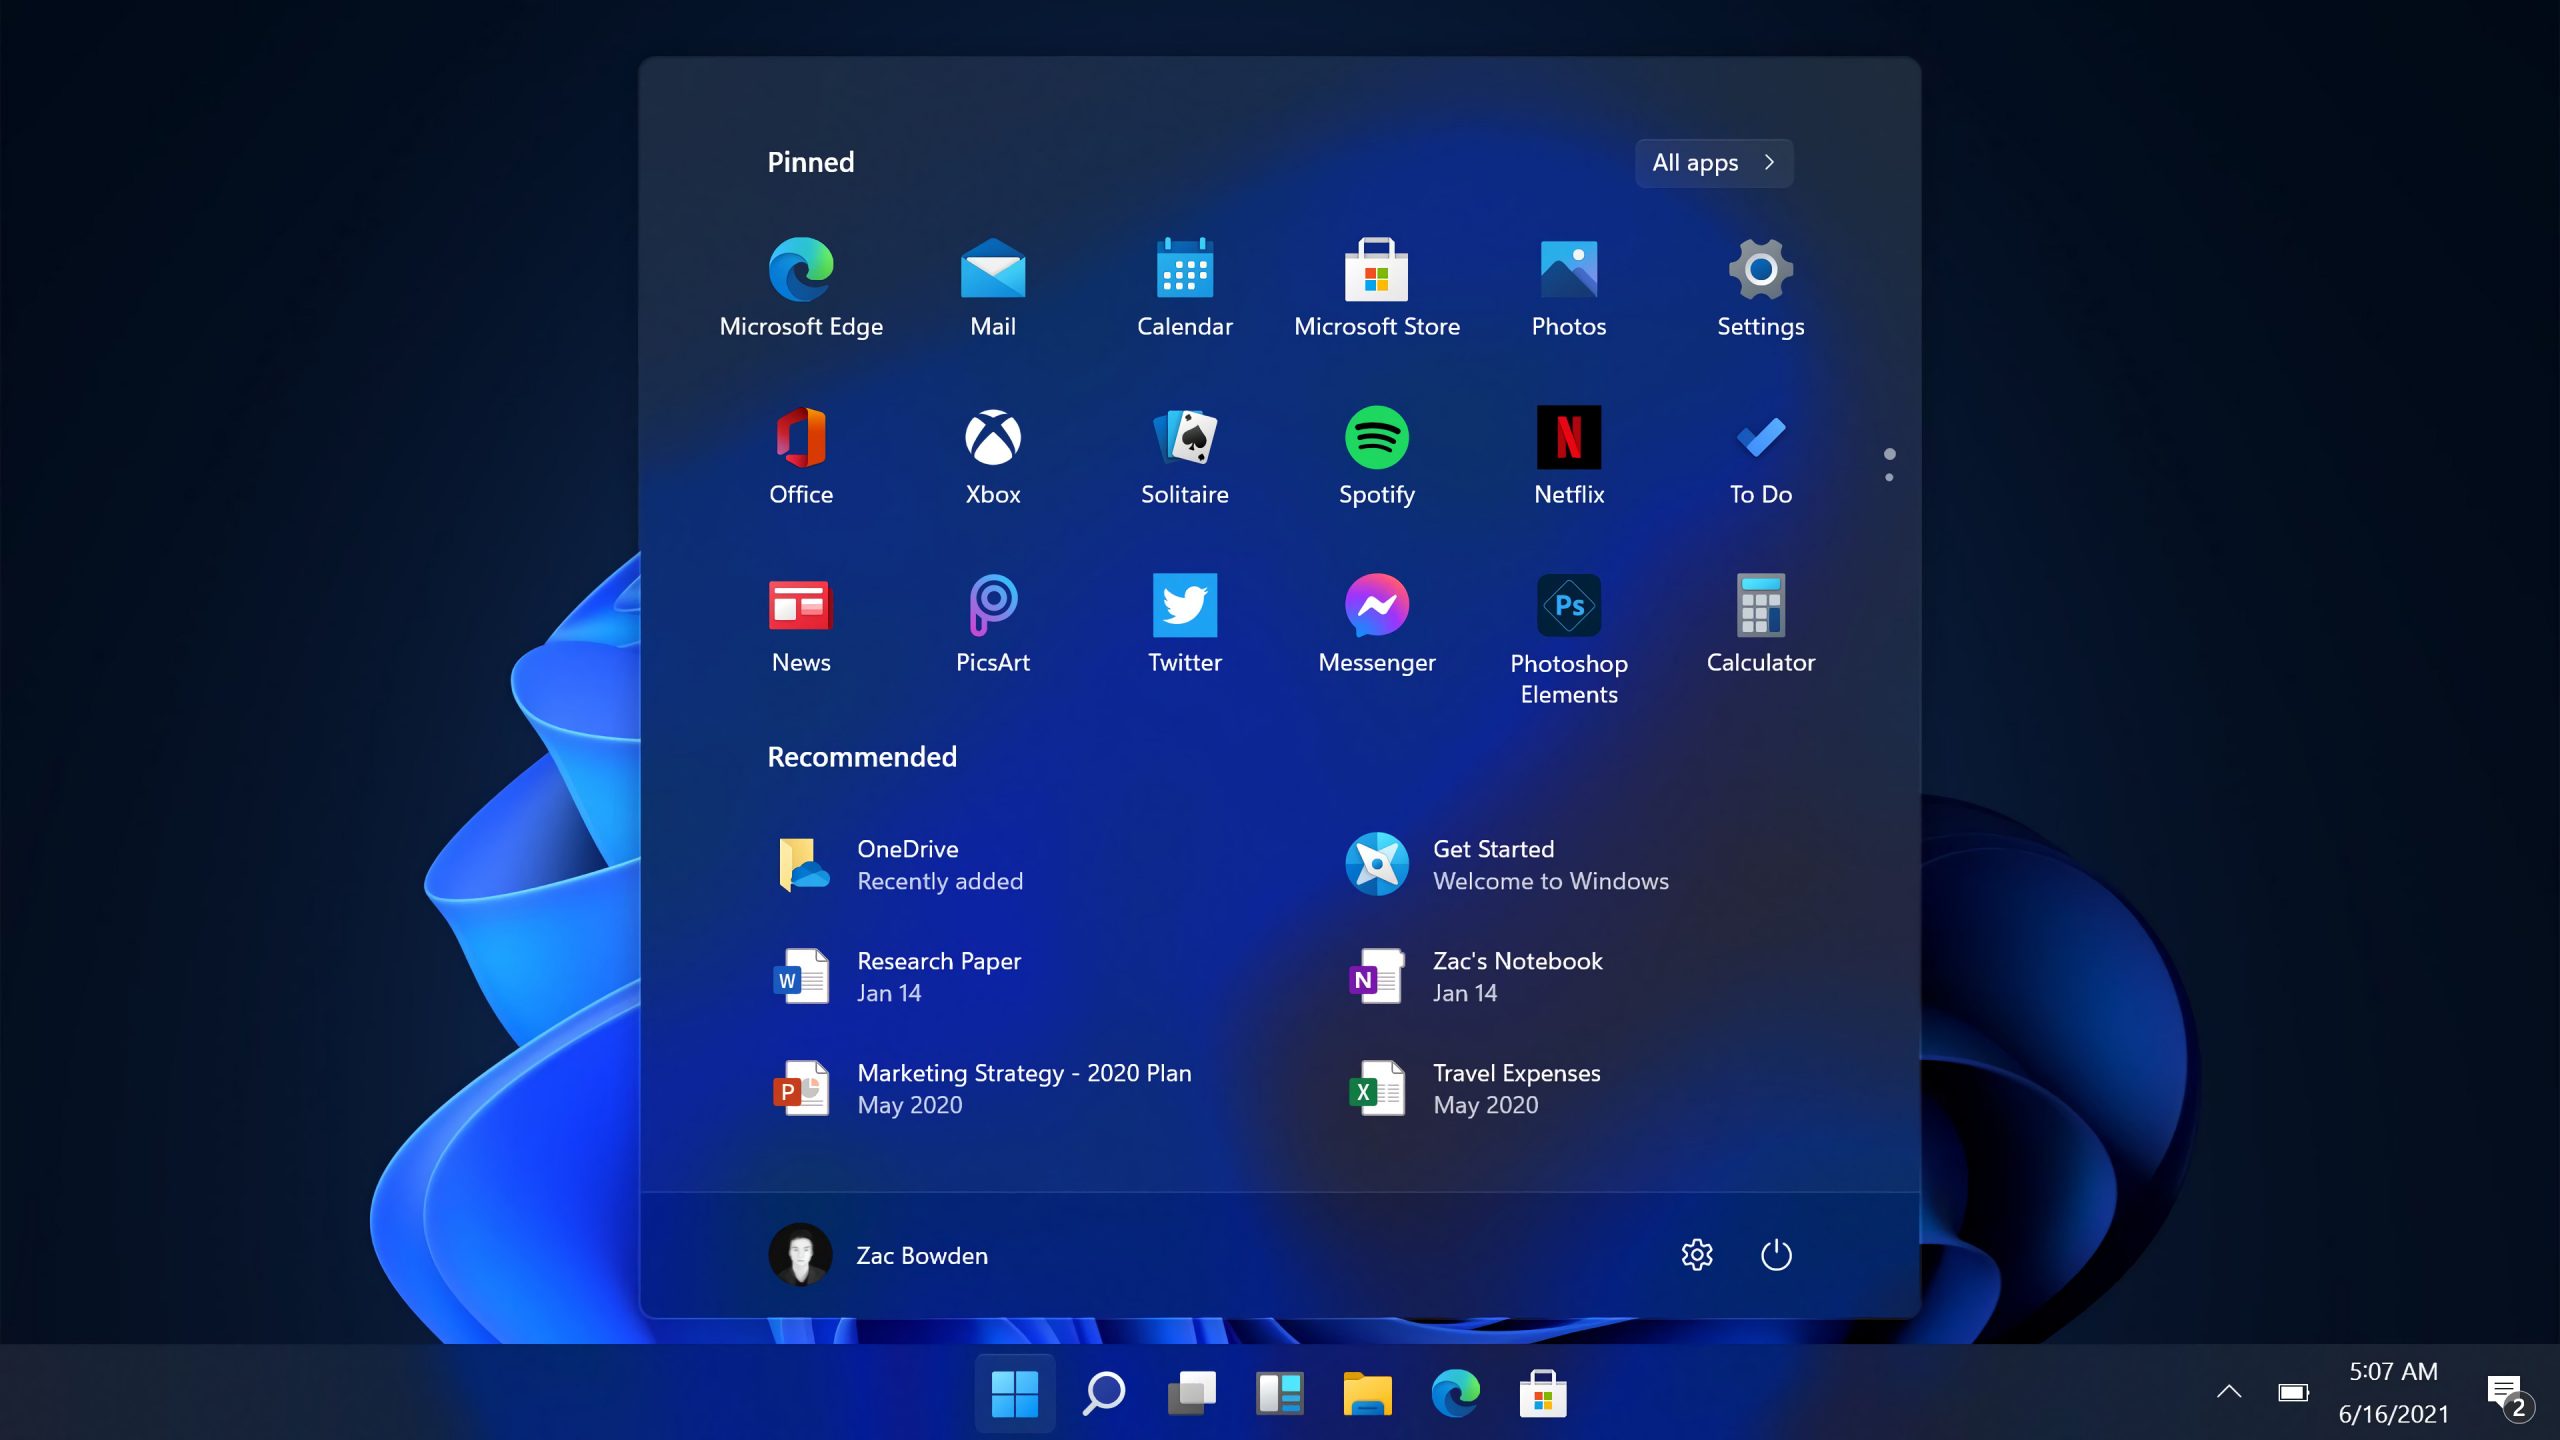 Pinned
All apps
Microsoft Edge
Mail
Calendar
Microsoft Store
Photos
Settings
Office
Xbox
Solitaire
Spotify
N
Netflix
To Do
News
PicsArt
Twitter
Messenger
Ps
Photoshop
Elements
Calculator
Recommended
OneDrive
Recently added
Get Started
Welcome to Windows
W
Research Paper
Jan 14
N
Zac's Notebook
Jan 14
P
Marketing Strategy - 2020 Plan
May 2020
X
Travel Expenses
May 2020
Zac Bowden
5:07 AM
6/16/2021
2